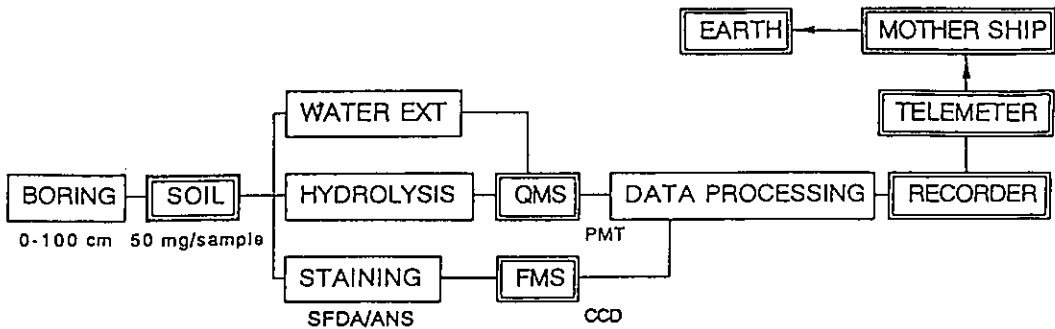 EARTH
MOTHER SHIP
TELEMETER
WATER EXT
BORING
SOIL
HYDROLYSIS
QMS
DATA PROCESSING
RECORDER
0-100 cm
50 mg/sample
PMT
STAINING
FMS
SFDA/ANS
CCD